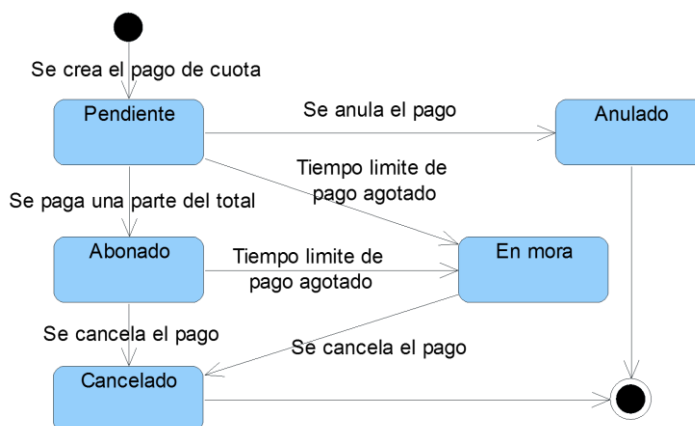 Se crea el pago de cuota
Pendiente
Se anula el pago
Anulado
Tiempo limite de
pago agotado
Se paga una parte del total
Abonado
Tiempo limite de
pago agotado
En mora
Se cancela el pago
Se cancela el pago
Cancelado